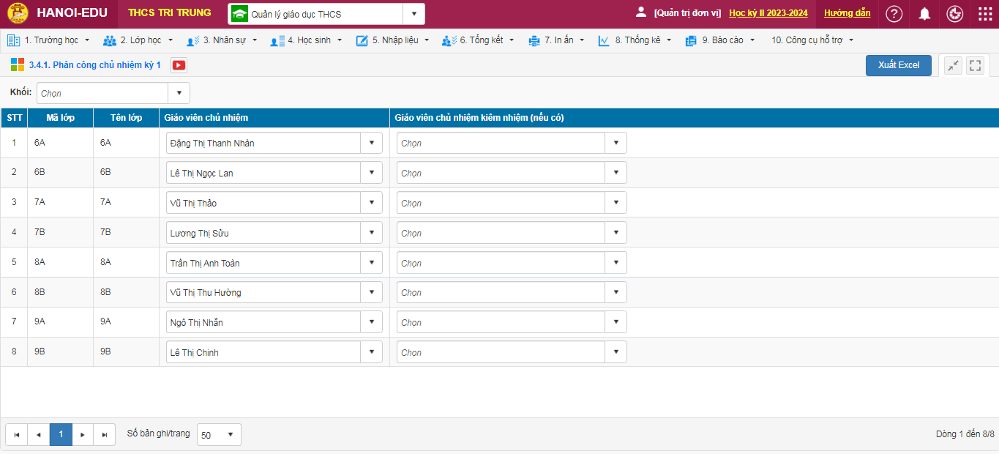 HANOI-EDU THCS TRI TRUNG Quản lý giáo dục THCS [Quản trị đơn vị] Học kỳ II 2023-2024 Hướng dẫn
1. Trường học 2. Lớp học 3. Nhân sự 4. Học sinh 5. Nhập liệu 6. Tổng kết 7. In ấn 8. Thống kê 9. Báo cáo 10. Công cụ hỗ trợ
3.4.1. Phân công chủ nhiệm kỳ 1 Xuất Excel
Khối: Chọn
STT Mã lớp Tên lớp Giáo viên chủ nhiệm Giáo viên chủ nhiệm kiêm nhiệm (nếu có)
1 6A 6A Đặng Thị Thanh Nhàn Chọn
2 6B 6B Lê Thị Ngọc Lan Chọn
3 7A 7A Vũ Thị Thảo Chọn
4 7B 7B Lương Thị Sửu Chọn
5 8A 8A Trần Thị Anh Toàn Chọn
6 8B 8B Vũ Thị Thu Hường Chọn
7 9A 9A Ngô Thị Nhẫn Chọn
8 9B 9B Lê Thị Chinh Chọn
1 Số bản ghi/trang 50 Dòng 1 đến 8/8